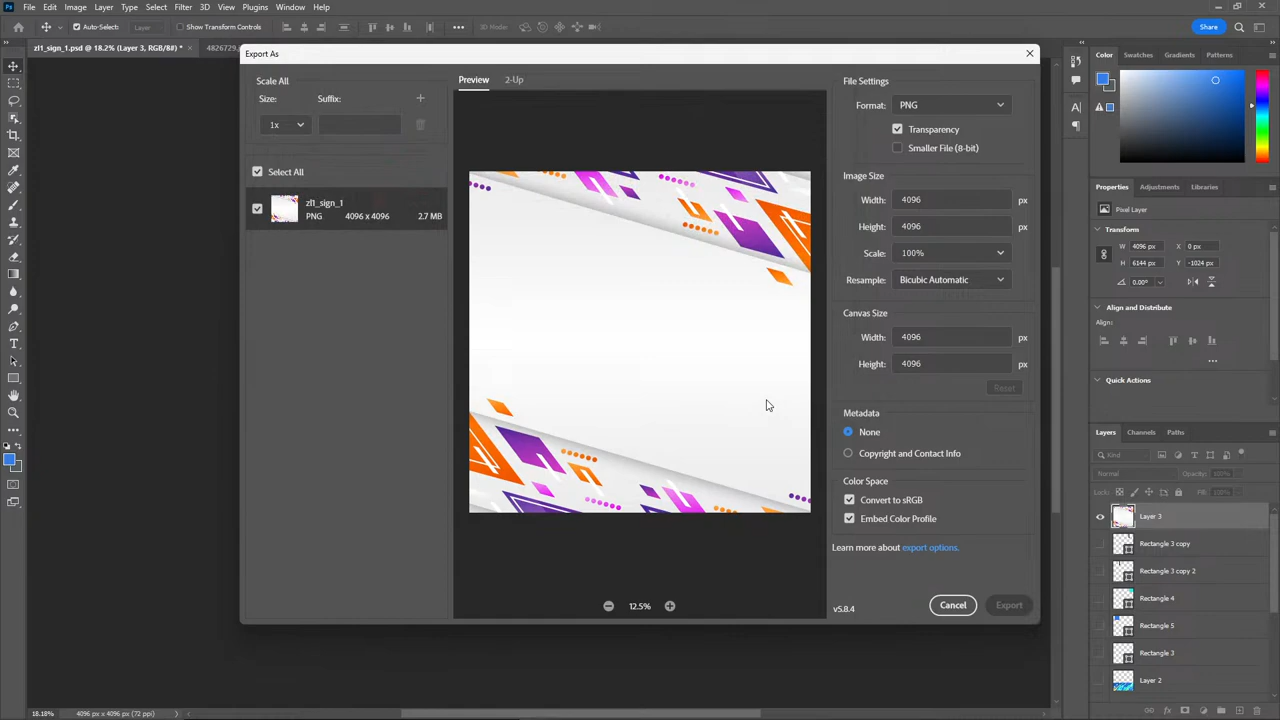 Ps File Edit Image Layer Type Select Filter 3D View Plugins Window Help
Auto-Select: Layer Show Transform Controls 3D Mode: Share
zl1_sign_1.psd @ 18.2% (Layer 3, RGB/8#) *
4826729
Export As
Scale All
Size: Suffix:
1x
Select All
zl1_sign_1
PNG 4096 x 4096 2.7 MB
Preview 2-Up
12.5%
File Settings
Format: PNG
Transparency
Smaller File (8-bit)
Image Size
Width: 4096 px
Height: 4096 px
Scale: 100%
Resample: Bicubic Automatic
Canvas Size
Width: 4096 px
Height: 4096 px
Reset
Metadata
None
Copyright and Contact Info
Color Space
Convert to sRGB
Embed Color Profile
Learn more about export options.
v5.8.4 Cancel Export
Color Swatches Gradients Patterns
Properties Adjustments Libraries
Pixel Layer
Transform
W 4096 px X 0 px
H 6144 px Y -1024 px
0.00°
Align and Distribute
Align:
Quick Actions
Layers Channels Paths
Kind
Normal Opacity: 100%
Lock: Fill: 100%
Layer 3
Rectangle 3 copy
Rectangle 3 copy 2
Rectangle 4
Rectangle 5
Rectangle 3
Layer 2
18.18% 4096 px x 4096 px (72 ppi)